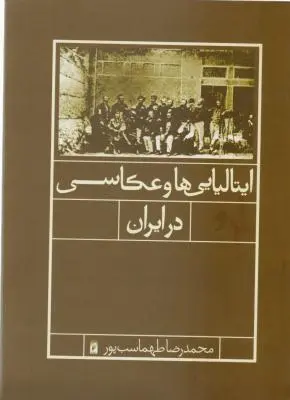 ایتالیایی‌ها و عکاسی
در ایران
محمدرضا طهماسب‌پور